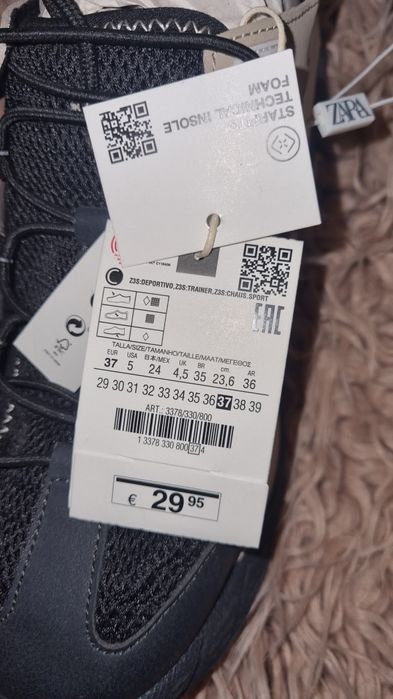 STARFIT®
TECHNICAL INSOLE
FOAM
ZARA
Z3S:DEPORTIVO,Z3S:TRAINER,Z3S:CHAUS.SPORT
EAC
TALLA/SIZE/TAMANHO/TAILLE/MAAT/ΜΕΓΕΘΟΣ
EUR USA 日本/MEX UK BR cm. AR
37 5 24 4,5 35 23,6 36
29 30 31 32 33 34 35 36 37 38 39
ART.: 3378/330/800
1 3378 330 800 37 4
€ 29 95